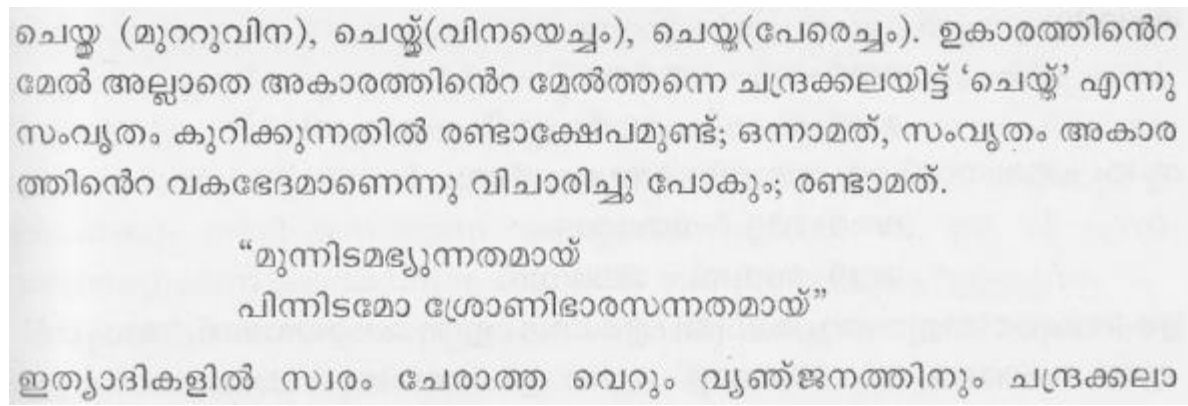 ചെയ്തു (മുററുവിന), ചെയ്തു്(വിനയെച്ചം), ചെയ്ത(പേരെച്ചം). ഉകാരത്തിൻെറ
മേൽ അല്ലാതെ അകാരത്തിൻെറ മേൽത്തന്നെ ചന്ദ്രക്കലയിട്ട് ‘ചെയ്ത്’ എന്നു
സംവൃതം കുറിക്കുന്നതിൽ രണ്ടാക്ഷേപമുണ്ട്; ഒന്നാമത്, സംവൃതം അകാര
ത്തിൻെറ വകഭേദമാണെന്നു വിചാരിച്ചു പോകും; രണ്ടാമത്.
“മുന്നിടമഭ്യുന്നതമായ്
പിന്നിടമോ ശ്രോണിഭാരസന്നതമായ്”
ഇത്യാദികളിൽ സ്വരം ചേരാത്ത വെറും വ്യഞ്ജനത്തിനും ചന്ദ്രക്കലാ